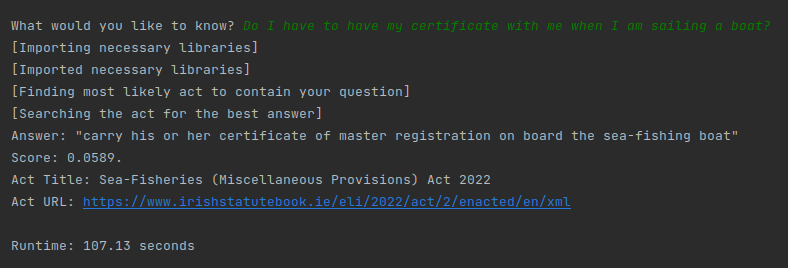 What would you like to know? Do I have to have my certificate with me when I am sailing a boat?
[Importing necessary libraries]
[Imported necessary libraries]
[Finding most likely act to contain your question]
[Searching the act for the best answer]
Answer: "carry his or her certificate of master registration on board the sea-fishing boat"
Score: 0.0589.
Act Title: Sea-Fisheries (Miscellaneous Provisions) Act 2022
Act URL: https://www.irishstatutebook.ie/eli/2022/act/2/enacted/en/xml
Runtime: 107.13 seconds